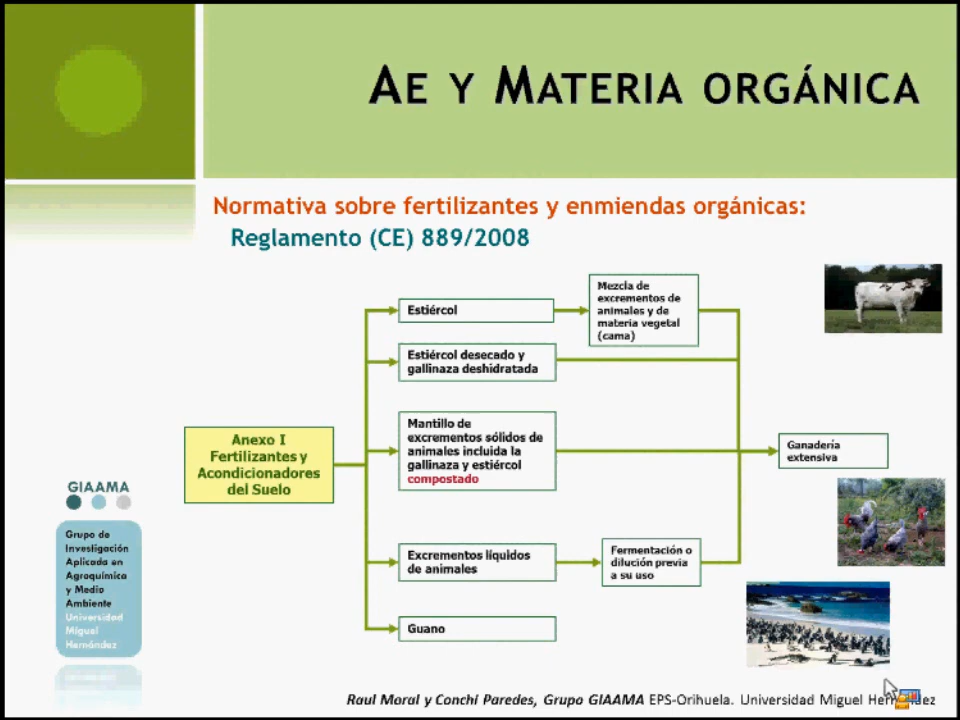 AE Y MATERIA ORGÁNICA
Normativa sobre fertilizantes y enmiendas orgánicas:
Reglamento (CE) 889/2008
Estiércol
Mezcla de
excrementos de
animales y de
materia vegetal
(cama)
Estiércol desecado y
gallinaza deshidratada
Mantillo de
excrementos sólidos de
animales incluida la
gallinaza y estiércol
compostado
Anexo I
Fertilizantes y
Acondicionadores
del Suelo
Ganadería
extensiva
Excrementos líquidos
de animales
Fermentación o
dilución previa
a su uso
Guano
GIAAMA
Grupo de
Investigación
Aplicada en
Agroquímica
y Medio
Ambiente
Universidad
Miguel
Hernández
Raul Moral y Conchi Paredes, Grupo GIAAMA EPS-Orihuela. Universidad Miguel